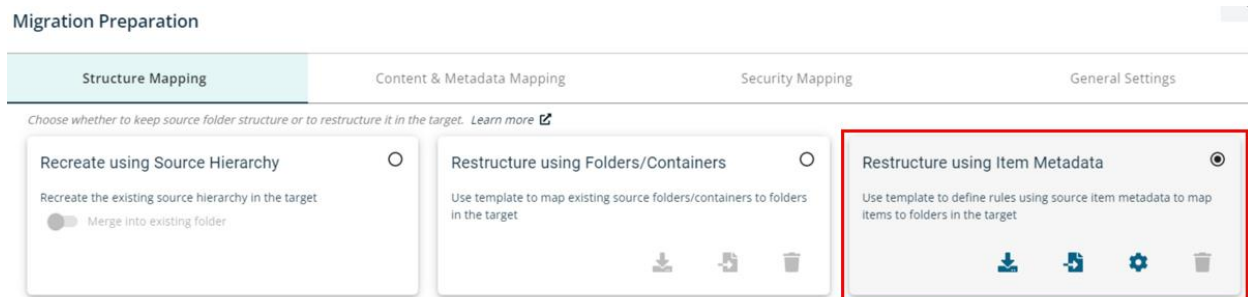 Migration Preparation
Structure Mapping
Content & Metadata Mapping
Security Mapping
General Settings
Choose whether to keep source folder structure or to restructure it in the target. Learn more
Recreate using Source Hierarchy
Recreate the existing source hierarchy in the target
Merge into existing folder
Restructure using Folders/Containers
Use template to map existing source folders/containers to folders
in the target
Restructure using Item Metadata
Use template to define rules using source item metadata to map
items to folders in the target